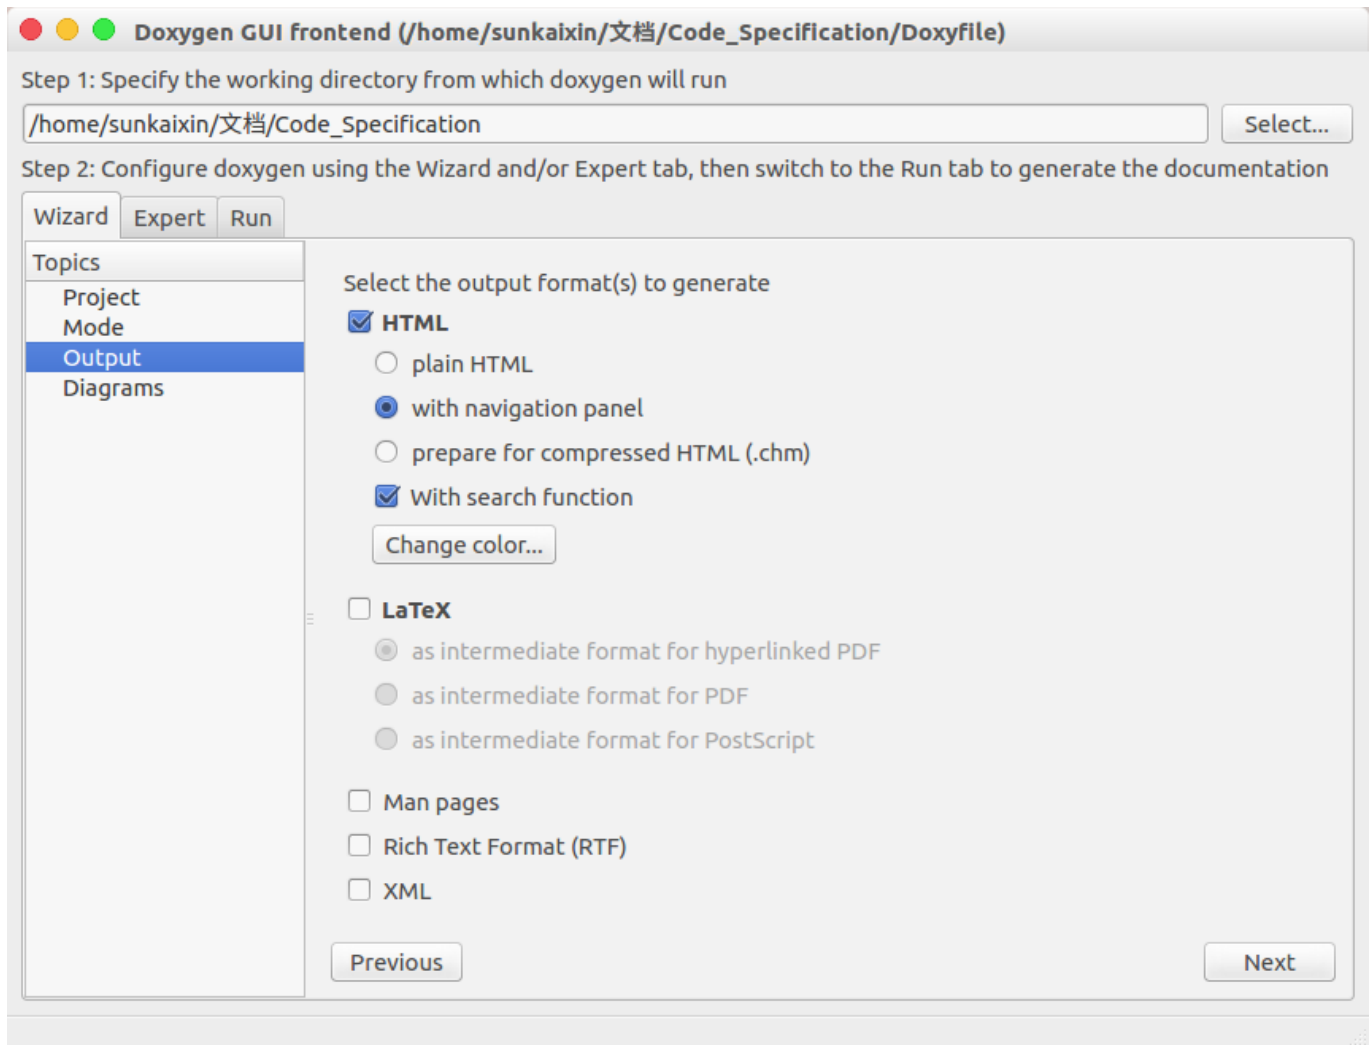 Doxygen GUI frontend (/home/sunkaixin/文档/Code_Specification/Doxyfile)
Step 1: Specify the working directory from which doxygen will run
/home/sunkaixin/文档/Code_Specification
Select...
Step 2: Configure doxygen using the Wizard and/or Expert tab, then switch to the Run tab to generate the documentation
Wizard Expert Run
Topics
Project
Mode
Output
Diagrams
Select the output format(s) to generate
HTML
plain HTML
with navigation panel
prepare for compressed HTML (.chm)
With search function
Change color...
LaTeX
as intermediate format for hyperlinked PDF
as intermediate format for PDF
as intermediate format for PostScript
Man pages
Rich Text Format (RTF)
XML
Previous
Next